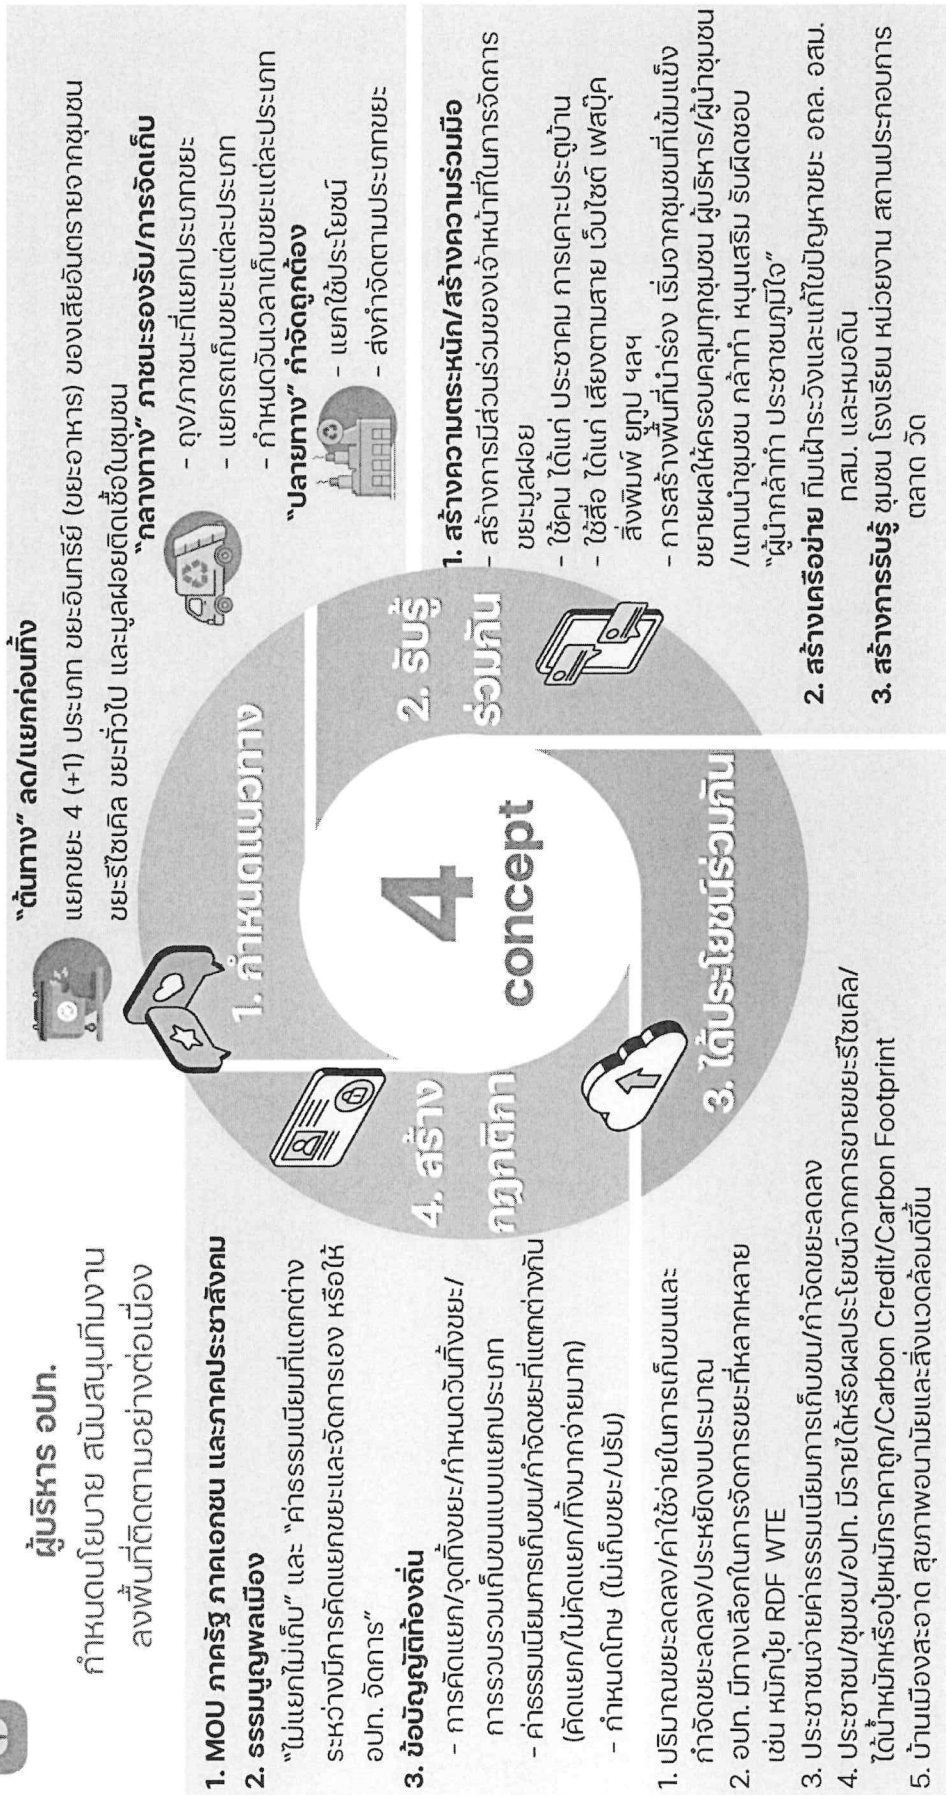 ผู้บริหาร อปท.
กำหนดนโยบาย สนับสนุนทีมงาน
ลงพื้นที่ติดตามอย่างต่อเนื่อง
"ต้นทาง" ลด/แยกก่อนทิ้ง
แยกขยะ 4 (+1) ประเภท ขยะอินทรีย์ (ขยะอาหาร) ของเสียอันตรายจากชุมชน
ขยะรีไซเคิล ขยะทั่วไป และมูลฝอยติดเชื้อในชุมชน
"กลางทาง" ภาชนะรองรับ/การจัดเก็บ
- ถุง/ภาชนะที่แยกประเภทขยะ
- แยกรถเก็บขยะแต่ละประเภท
- กำหนดวันเวลาเก็บขยะแต่ละประเภท
"ปลายทาง" กำจัดถูกต้อง
- แยกใช้ประโยชน์
- ส่งกำจัดตามประเภทขยะ
4
concept
1. กำหนดแนวทาง
2. รับรู้
ร่วมกัน
3. ได้ประโยชน์ร่วมกัน
4. สร้าง
กฎกติกา
1. สร้างความตระหนัก/สร้างความร่วมมือ
- สร้างการมีส่วนร่วมของเจ้าหน้าที่ในการจัดการ
ขยะมูลฝอย
- ใช้คน ได้แก่ ประชาคม การเคาะประตูบ้าน
- ใช้สื่อ ได้แก่ เสียงตามสาย เว็บไซต์ เฟสบุ๊ค
สิ่งพิมพ์ ยูทูป ฯลฯ
- การสร้างพื้นที่นำร่อง เริ่มจากชุมชนที่เข้มแข็ง
ขยายผลให้ครอบคลุมทุกชุมชน ผู้บริหาร/ผู้นำชุมชน
/แกนนำชุมชน กล้าทำ หนุนเสริม รับผิดชอบ
"ผู้นำกล้าทำ ประชาชนภูมิใจ"
2. สร้างเครือข่าย ทีมเฝ้าระวังและแก้ไขปัญหาขยะ อถล. อสม.
ทสม. และหมอดิน
3. สร้างการรับรู้ ชุมชน โรงเรียน หน่วยงาน สถานประกอบการ
ตลาด วัด
1. MOU ภาครัฐ ภาคเอกชน และภาคประชาสังคม
2. ธรรมนูญพลเมือง
"ไม่แยกไม่เก็บ" และ "ค่าธรรมเนียมที่แตกต่าง
ระหว่างมีการคัดแยกขยะและจัดการเอง หรือให้
อปท. จัดการ"
3. ข้อบัญญัติท้องถิ่น
- การคัดแยก/จุดทิ้งขยะ/กำหนดวันทิ้งขยะ/
การรวบรวมเก็บขนแบบแยกประเภท
- ค่าธรรมเนียมการเก็บขน/กำจัดขยะที่แตกต่างกัน
(คัดแยก/ไม่คัดแยก/ทิ้งมากจ่ายมาก)
- กำหนดโทษ (ไม่เก็บขยะ/ปรับ)
1. ปริมาณขยะลดลง/ค่าใช้จ่ายในการเก็บขนและ
กำจัดขยะลดลง/ประหยัดงบประมาณ
2. อปท. มีทางเลือกในการจัดการขยะที่หลากหลาย
เช่น หมักปุ๋ย RDF WTE
3. ประชาชนจ่ายค่าธรรมเนียมการเก็บขน/กำจัดขยะลดลง
4. ประชาชน/ชุมชน/อปท. มีรายได้หรือผลประโยชน์จากการขายขยะรีไซเคิล/
ได้น้ำหมักหรือปุ๋ยหมักราคาถูก/Carbon Credit/Carbon Footprint
5. บ้านเมืองสะอาด สุขภาพอนามัยและสิ่งแวดล้อมดีขึ้น